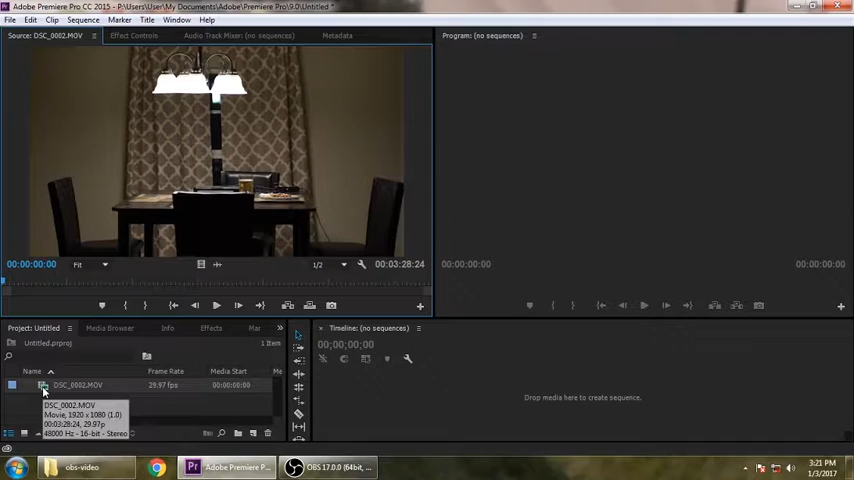 Adobe Premiere Pro CC 2015 - P:\Users\User\My Documents\Adobe\Premiere Pro\9.0\Untitled *
File Edit Clip Sequence Marker Title Window Help
Source: DSC_0002.MOV Effect Controls Audio Track Mixer: (no sequences) Metadata Program: (no sequences)
00:00:00:00 Fit 1/2 00:03:28:24 00:00:00:00 00:00:00:00
Project: Untitled Media Browser Info Effects Mar Timeline: (no sequences)
Untitled.prproj 1 Item 00;00;00;00
Name Frame Rate Media Start Me
DSC_0002.MOV 29.97 fps 00:00:00:00
DSC_0002.MOV
Movie, 1920 x 1080 (1.0)
00:03:28:24, 29.97p
48000 Hz - 16-bit - Stereo
Drop media here to create sequence.
obs-video Adobe Premiere P... OBS 17.0.0 (64bit, ... 3:21 PM
1/3/2017